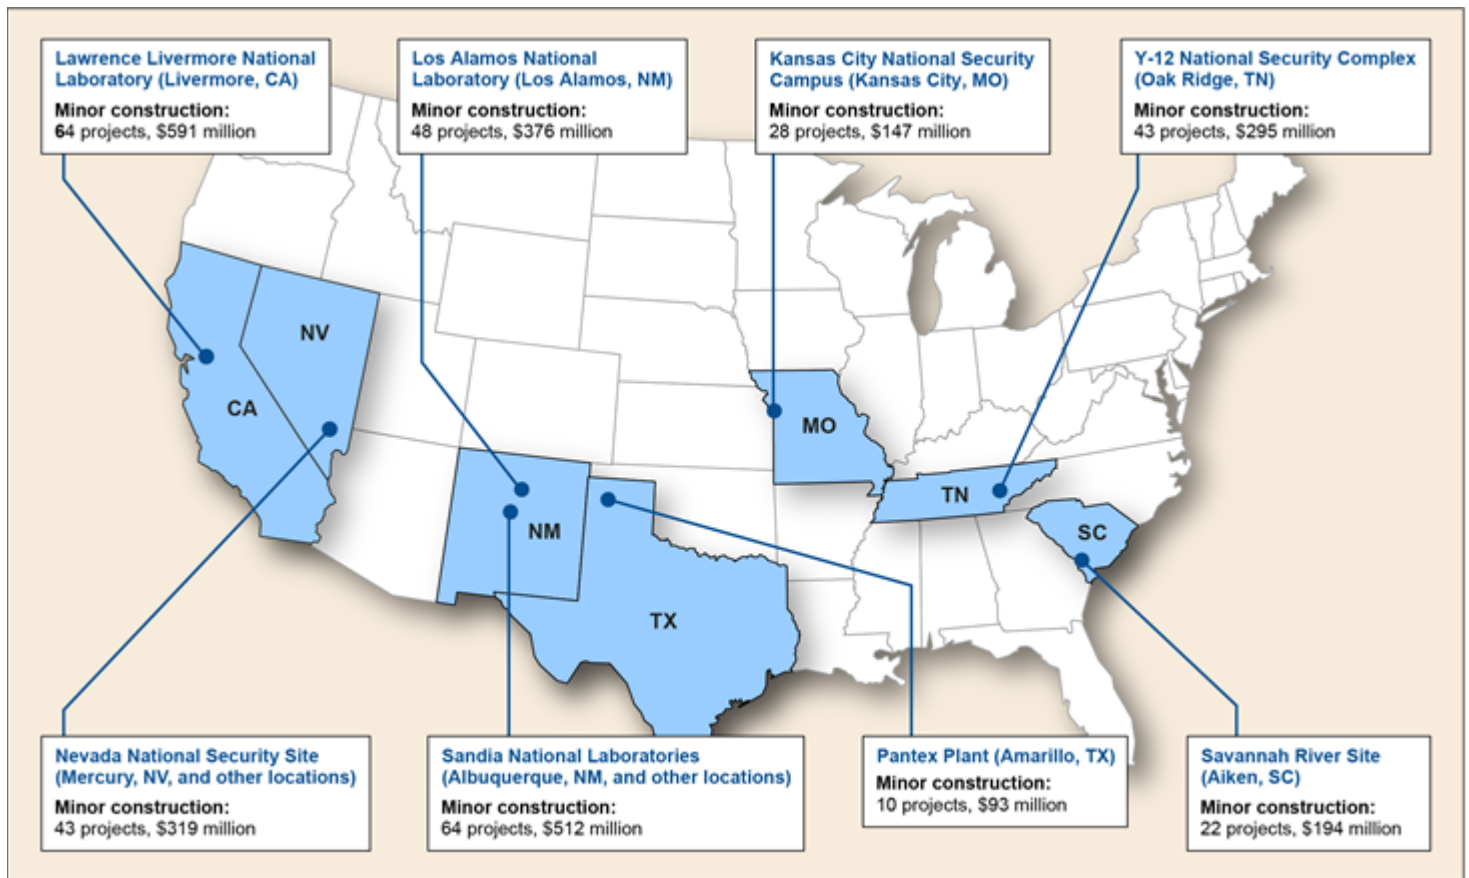 Lawrence Livermore National
Laboratory (Livermore, CA)
Minor construction:
64 projects, $591 million
Los Alamos National
Laboratory (Los Alamos, NM)
Minor construction:
48 projects, $376 million
Kansas City National Security
Campus (Kansas City, MO)
Minor construction:
28 projects, $147 million
Y-12 National Security Complex
(Oak Ridge, TN)
Minor construction:
43 projects, $295 million
NV
CA
MO
TN
SC
NM
TX
Nevada National Security Site
(Mercury, NV, and other locations)
Minor construction:
43 projects, $319 million
Sandia National Laboratories
(Albuquerque, NM, and other locations)
Minor construction:
64 projects, $512 million
Pantex Plant (Amarillo, TX)
Minor construction:
10 projects, $93 million
Savannah River Site
(Aiken, SC)
Minor construction:
22 projects, $194 million